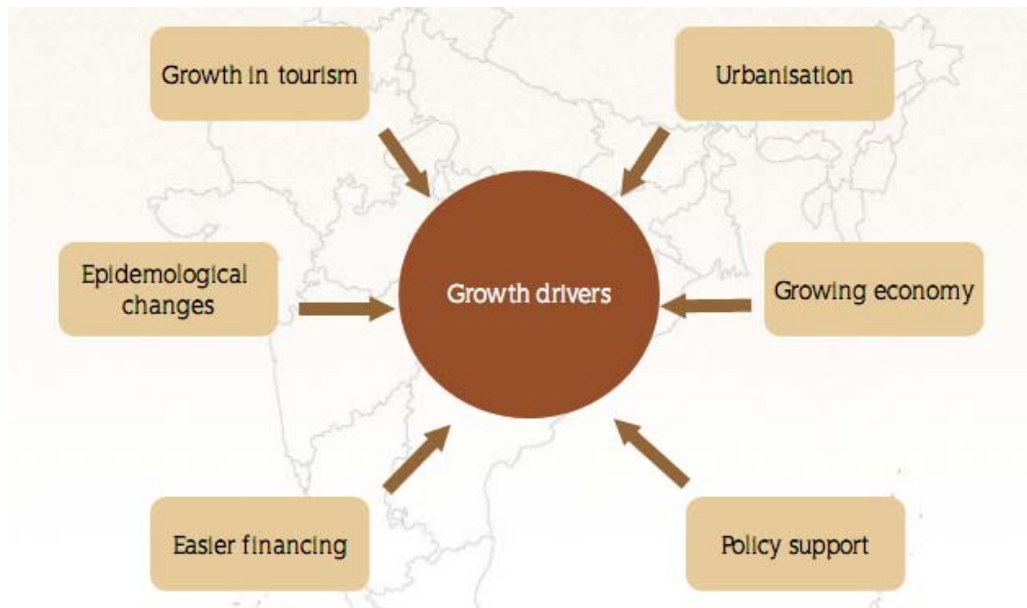 Growth in tourism
Urbanisation
Epidemological
changes
Growth drivers
Growing economy
Easier financing
Policy support